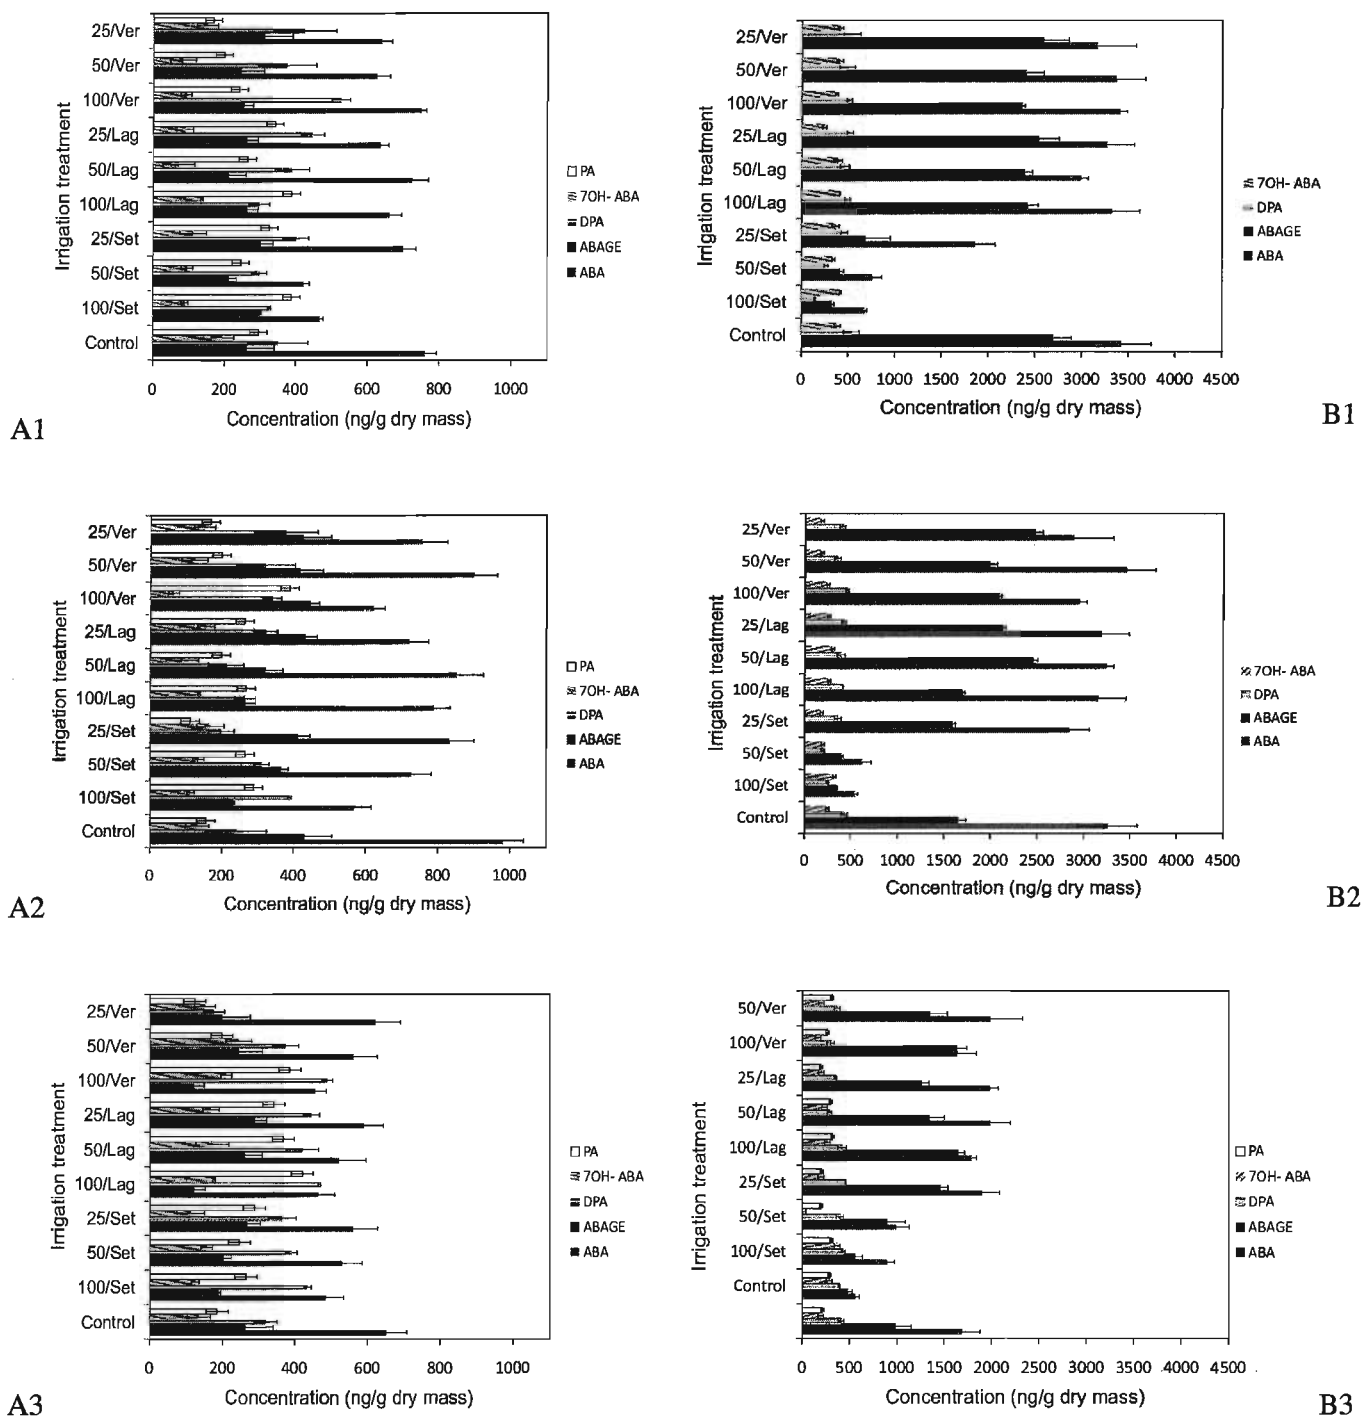 25/Ver
50/Ver
100/Ver
25/Lag
50/Lag
100/Lag
25/Set
50/Set
100/Set
Control
Irrigation treatment
0 200 400 600 800 1000
Concentration (ng/g dry mass)
PA
7OH- ABA
DPA
ABAGE
ABA
A1
25/Ver
50/Ver
100/Ver
25/Lag
50/Lag
100/Lag
25/Set
50/Set
100/Set
Control
Irrigation treatment
0 500 1000 1500 2000 2500 3000 3500 4000 4500
Concentration (ng/g dry mass)
7OH- ABA
DPA
ABAGE
ABA
B1
25/Ver
50/Ver
100/Ver
25/Lag
50/Lag
100/Lag
25/Set
50/Set
100/Set
Control
Irrigation treatment
0 200 400 600 800 1000
Concentration (ng/g dry mass)
PA
7OH- ABA
DPA
ABAGE
ABA
A2
25/Ver
50/Ver
100/Ver
25/Lag
50/Lag
100/Lag
25/Set
50/Set
100/Set
Control
Irrigation treatment
0 500 1000 1500 2000 2500 3000 3500 4000 4500
Concentration (ng/g dry mass)
7OH- ABA
DPA
ABAGE
ABA
B2
25/Ver
50/Ver
100/Ver
25/Lag
50/Lag
100/Lag
25/Set
50/Set
100/Set
Control
Irrigation treatment
0 200 400 600 800 1000
Concentration (ng/g dry mass)
PA
7OH- ABA
DPA
ABAGE
ABA
A3
50/Ver
100/Ver
25/Lag
50/Lag
100/Lag
25/Set
50/Set
100/Set
Control
Irrigation treatment
0 500 1000 1500 2000 2500 3000 3500 4000 4500
Concentration (ng/g dry mass)
PA
7OH- ABA
DPA
ABAGE
ABA
B3